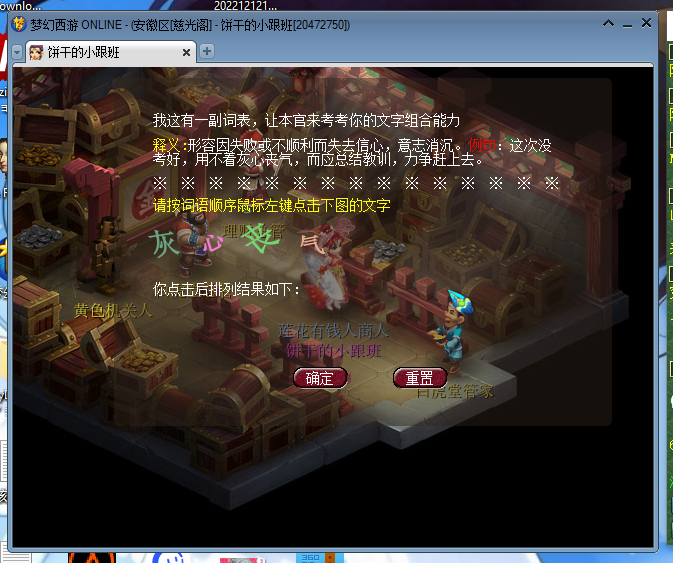 ownlo...
202212121...
梦幻西游 ONLINE - (安徽区[慈光阁] - 饼干的小跟班[20472750])
饼干的小跟班
我这有一副词表，让本官来考考你的文字组合能力
释义:形容因失败或不顺利而失去信心，意志消沉。例句：这次没
考好，用不着灰心丧气，而应总结教训，力争赶上去。
※ ※ ※ ※ ※ ※ ※ ※ ※ ※ ※ ※ ※ ※ ※
请按词语顺序鼠标左键点击下图的文字
灰 心 丧
你点击后排列结果如下：
黄色机关人
莲花有钱人商人
饼干的小跟班
确定 重置
白虎堂管家